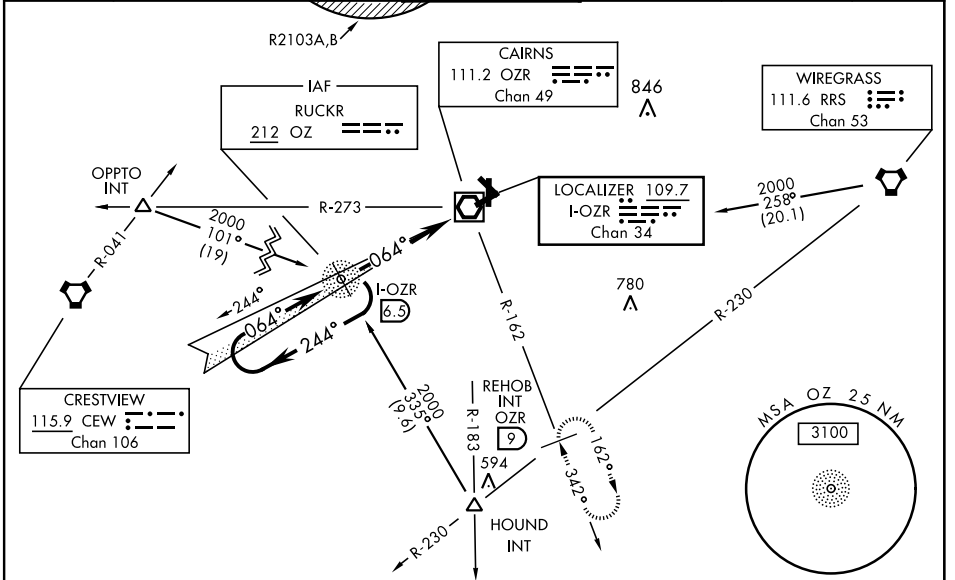 R2103A,B
CAIRNS
111.2 OZR
Chan 49
846
WIREGRASS
111.6 RRS
Chan 53
IAF
RUCKR
212 OZ
OPPTO
INT
R-273
LOCALIZER 109.7
I-OZR
Chan 34
2000
258°
(20.1)
2000
101°
(19)
R-041
064°
I-OZR
6.5
244°
064°
244°
780
R-162
R-230
CRESTVIEW
115.9 CEW
Chan 106
2000
335°
(9.6)
R-183
REHOB
INT
OZR
9
594
162°
342°
HOUND
INT
R-230
MSA OZ 25 NM
3100